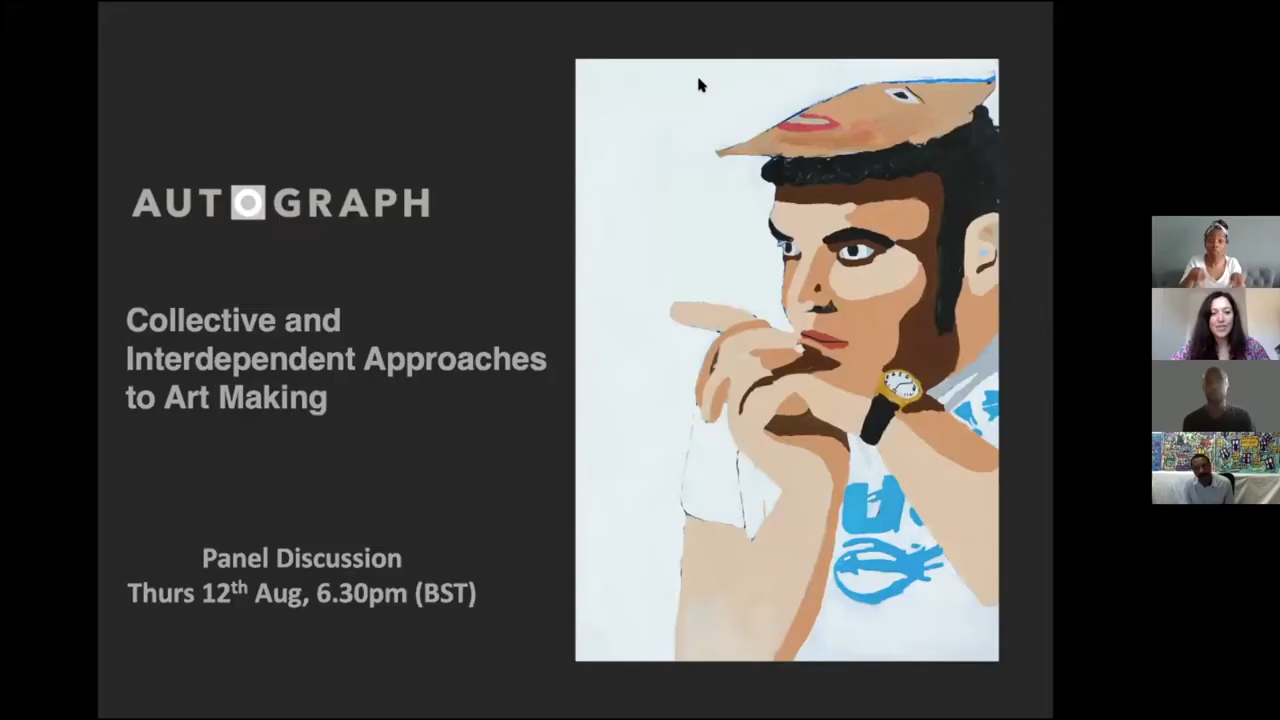 AUTOGRAPH
Collective and
Interdependent Approaches
to Art Making
Panel Discussion
Thurs 12th Aug, 6.30pm (BST)